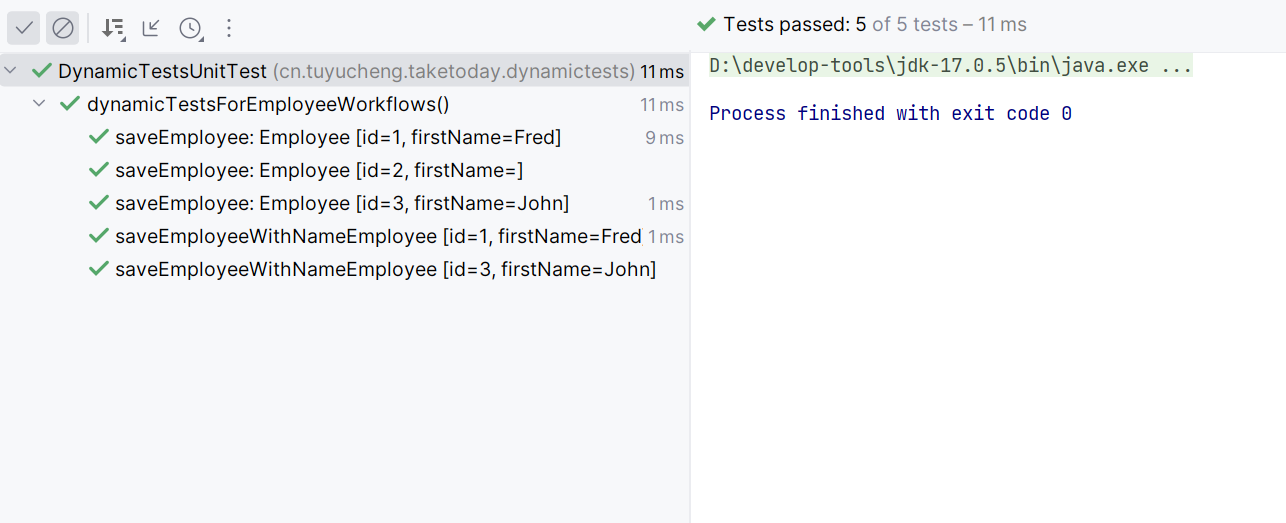 DynamicTestsUnitTest (cn.tuyucheng.taketoday.dynamictests) 11 ms
dynamicTestsForEmployeeWorkflows() 11 ms
saveEmployee: Employee [id=1, firstName=Fred] 9 ms
saveEmployee: Employee [id=2, firstName=]
saveEmployee: Employee [id=3, firstName=John] 1 ms
saveEmployeeWithNameEmployee [id=1, firstName=Fred 1 ms
saveEmployeeWithNameEmployee [id=3, firstName=John]
Tests passed: 5 of 5 tests – 11 ms
D:\develop-tools\jdk-17.0.5\bin\java.exe ...
Process finished with exit code 0